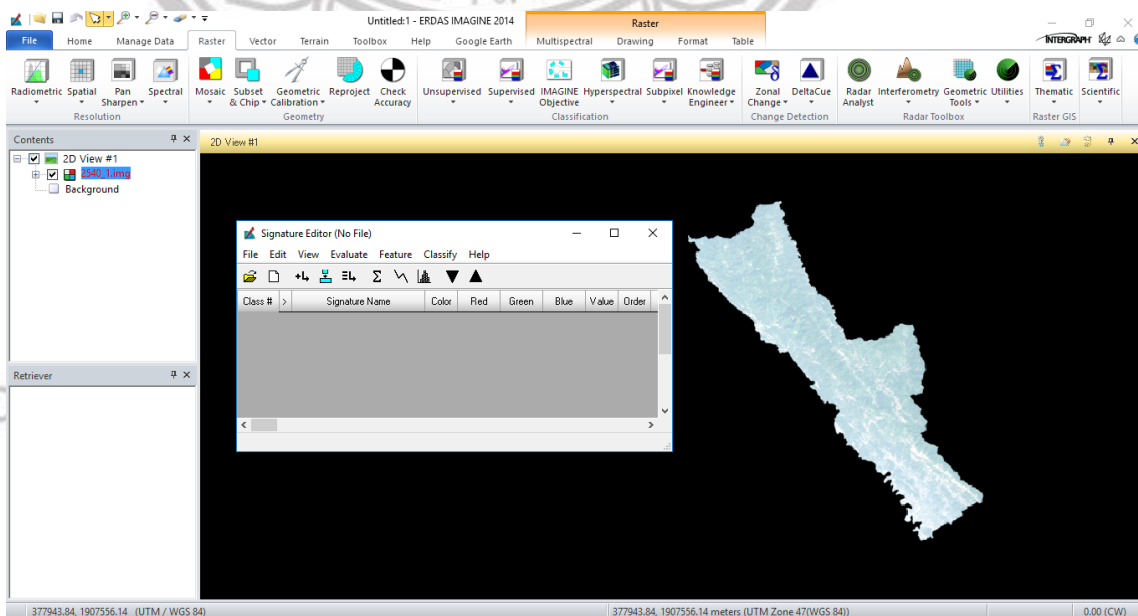 Untitled:1 - ERDAS IMAGINE 2014
Raster
File Home Manage Data Raster Vector Terrain Toolbox Help Google Earth Multispectral Drawing Format Table
INTERGRAPH
Radiometric Spatial Pan Sharpen Spectral Mosaic Subset & Chip Geometric Calibration Reproject Check Accuracy Unsupervised Supervised IMAGINE Objective Hyperspectral Subpixel Knowledge Engineer Zonal Change DeltaCue Radar Analyst Interferometry Geometric Tools Utilities Thematic Scientific
Resolution Geometry Classification Change Detection Radar Toolbox Raster GIS
Contents
2D View #1
2D View #1
2540_1.img
Background
Signature Editor (No File)
File Edit View Evaluate Feature Classify Help
Class # > Signature Name Color Red Green Blue Value Order
Retriever
377943.84, 1907556.14 (UTM / WGS 84)
377943.84, 1907556.14 meters (UTM Zone 47(WGS 84))
0.00 (CW)